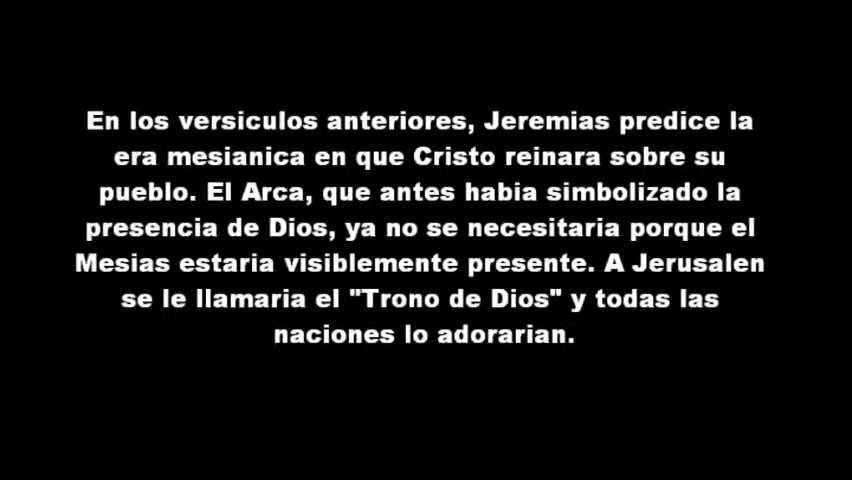 En los versiculos anteriores, Jeremias predice la
era mesianica en que Cristo reinara sobre su
pueblo. El Arca, que antes habia simbolizado la
presencia de Dios, ya no se necesitaria porque el
Mesias estaria visiblemente presente. A Jerusalen
se le llamaria el "Trono de Dios" y todas las
naciones lo adorarian.